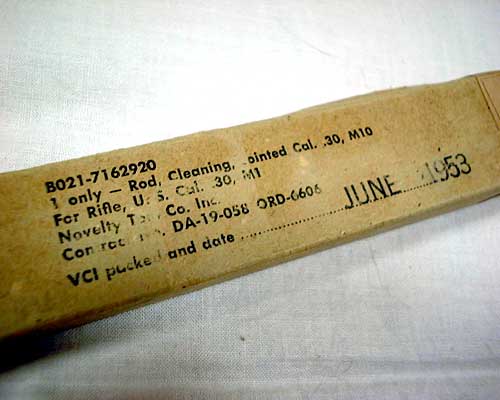 B021-7162920
1 only — Rod, Cleaning, Jointed Cal. .30, M10
For Rifle, U. S. Cal. .30, M1
Novelty Co. Inc.
DA-19-058 ORD-6606
VCI packed and date .................. JUNE 1953